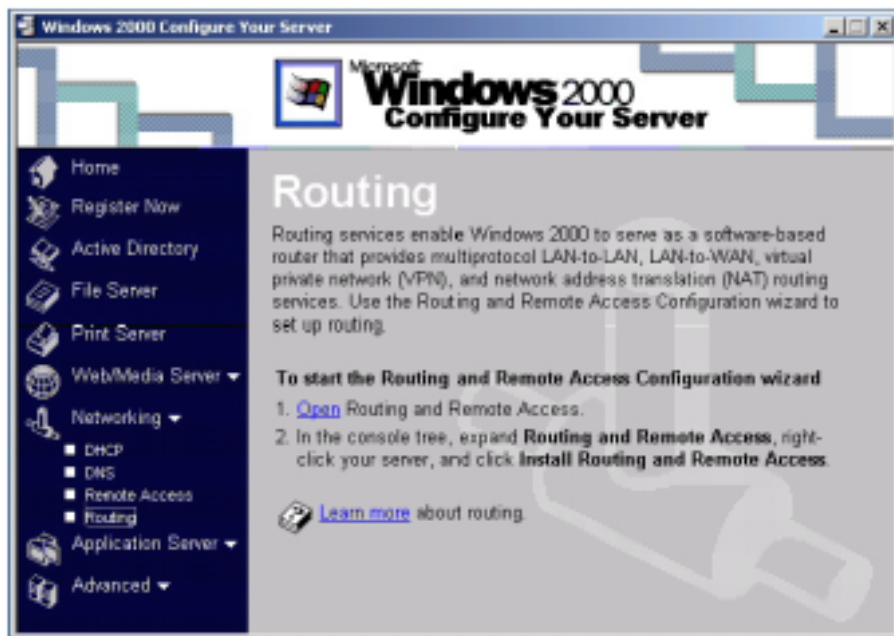 Windows 2000 Configure Your Server
Microsoft
Windows 2000
Configure Your Server
Home
Register Now
Active Directory
File Server
Print Server
Web/Media Server
Networking
DHCP
DNS
Remote Access
Routing
Application Server
Advanced
Routing
Routing services enable Windows 2000 to serve as a software-based
router that provides multiprotocol LAN-to-LAN, LAN-to-WAN, virtual
private network (VPN), and network address translation (NAT) routing
services. Use the Routing and Remote Access Configuration wizard to
set up routing.
To start the Routing and Remote Access Configuration wizard
1. Open Routing and Remote Access.
2. In the console tree, expand Routing and Remote Access, right-
click your server, and click Install Routing and Remote Access.
Learn more about routing.